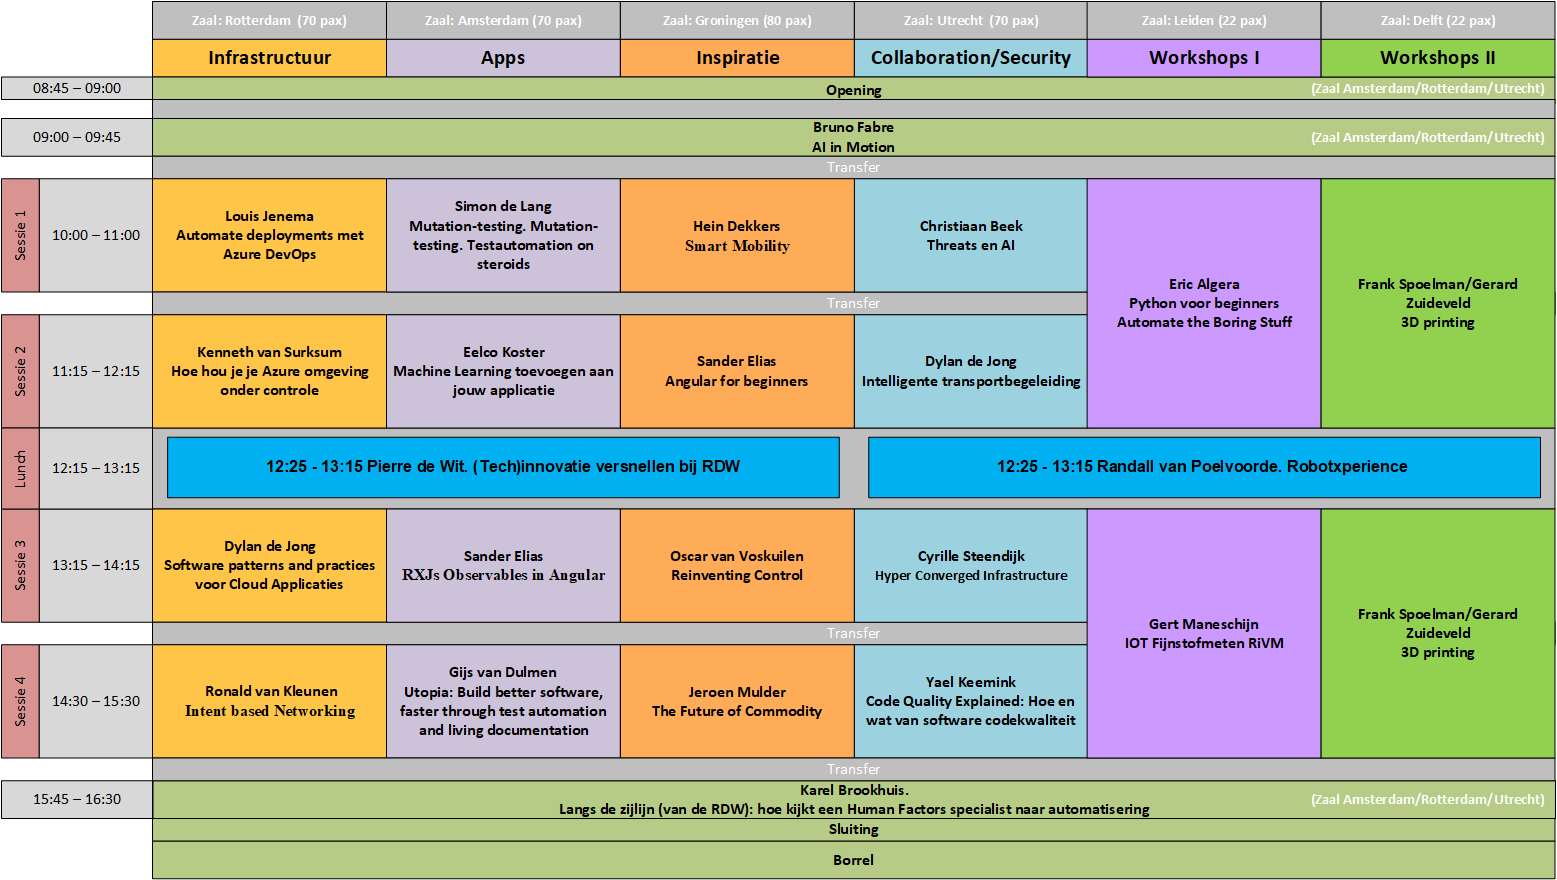 Zaal: Rotterdam (70 pax)
Zaal: Amsterdam (70 pax)
Zaal: Groningen (80 pax)
Zaal: Utrecht (70 pax)
Zaal: Leiden (22 pax)
Zaal: Delft (22 pax)
Infrastructuur
Apps
Inspiratie
Collaboration/Security
Workshops I
Workshops II
08:45 – 09:00
Opening
(Zaal Amsterdam/Rotterdam/Utrecht)
09:00 – 09:45
Bruno Fabre
AI in Motion
(Zaal Amsterdam/Rotterdam/Utrecht)
Transfer
Sessie 1
10:00 – 11:00
Louis Jenema
Automate deployments met
Azure DevOps
Simon de Lang
Mutation-testing. Mutation-
testing. Testautomation on
steroids
Hein Dekkers
Smart Mobility
Christiaan Beek
Threats en AI
Eric Algera
Python voor beginners
Automate the Boring Stuff
Frank Spoelman/Gerard
Zuideveld
3D printing
Transfer
Sessie 2
11:15 – 12:15
Kenneth van Surksum
Hoe hou je je Azure omgeving
onder controle
Eelco Koster
Machine Learning toevoegen aan
jouw applicatie
Sander Elias
Angular for beginners
Dylan de Jong
Intelligente transportbegeleiding
Lunch
12:15 – 13:15
12:25 - 13:15 Pierre de Wit. (Tech)innovatie versnellen bij RDW
12:25 - 13:15 Randall van Poelvoorde. Robotxperience
Sessie 3
13:15 – 14:15
Dylan de Jong
Software patterns and practices
voor Cloud Applicaties
Sander Elias
RXJs Observables in Angular
Oscar van Voskuilen
Reinventing Control
Cyrille Steendijk
Hyper Converged Infrastructure
Gert Maneschijn
IOT Fijnstofmeten RiVM
Frank Spoelman/Gerard
Zuideveld
3D printing
Transfer
Sessie 4
14:30 – 15:30
Ronald van Kleunen
Intent based Networking
Gijs van Dulmen
Utopia: Build better software,
faster through test automation
and living documentation
Jeroen Mulder
The Future of Commodity
Yael Keemink
Code Quality Explained: Hoe en
wat van software codekwaliteit
Transfer
15:45 – 16:30
Karel Brookhuis.
Langs de zijlijn (van de RDW): hoe kijkt een Human Factors specialist naar automatisering
(Zaal Amsterdam/Rotterdam/Utrecht)
Sluiting
Borrel